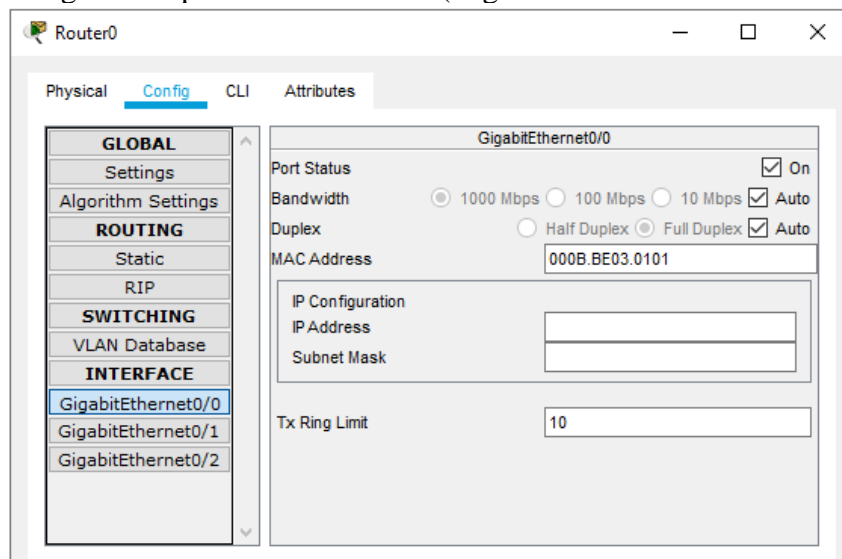 Router0
Physical Config CLI Attributes
GLOBAL
Settings
Algorithm Settings
ROUTING
Static
RIP
SWITCHING
VLAN Database
INTERFACE
GigabitEthernet0/0
GigabitEthernet0/1
GigabitEthernet0/2
GigabitEthernet0/0
Port Status On
Bandwidth 1000 Mbps 100 Mbps 10 Mbps Auto
Duplex Half Duplex Full Duplex Auto
MAC Address 000B.BE03.0101
IP Configuration
IP Address
Subnet Mask
Tx Ring Limit 10